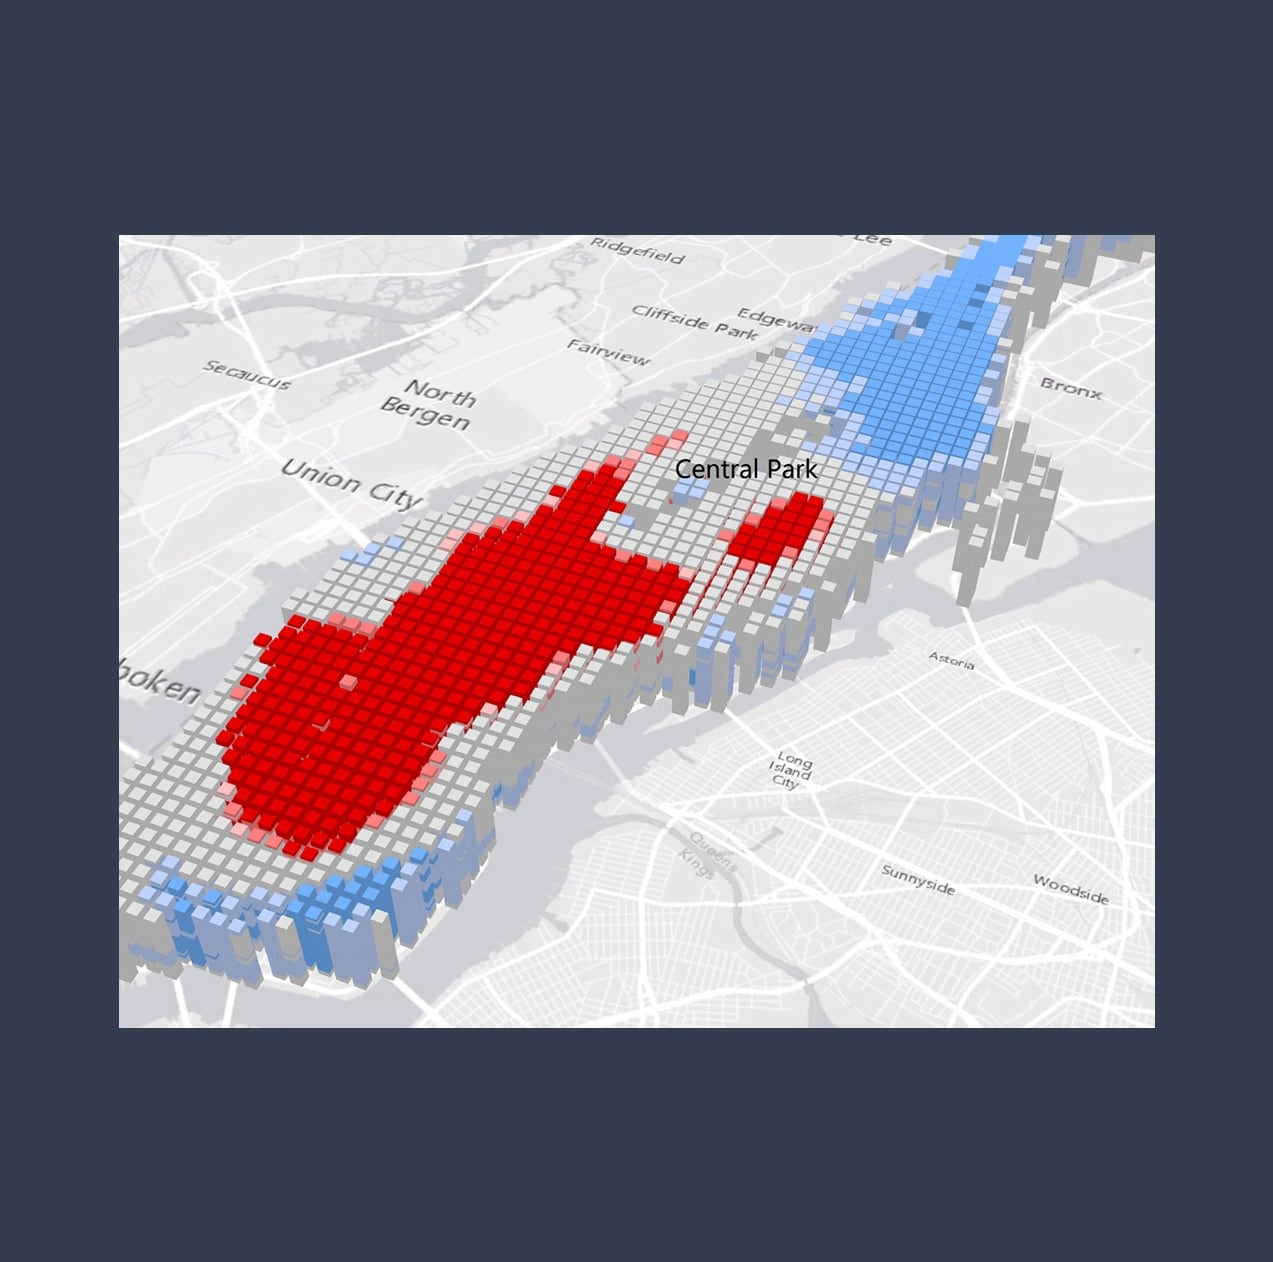 Lee
Ridgefield
Cliffside Park
Edgewa
Fairview
Secaucus
North
Bergen
Bronx
Central Park
Union City
boken
Astoria
Long
Island
City
Queens
Kings
Sunnyside
Woodside